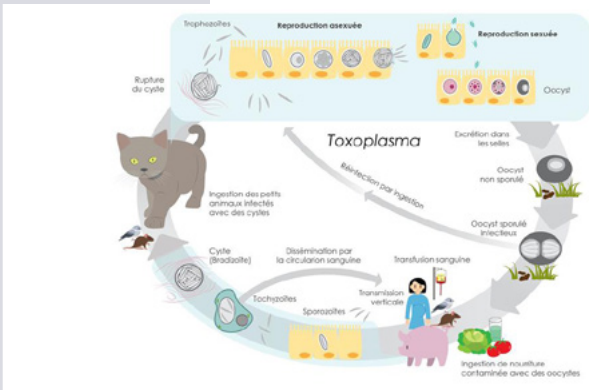 Trophozoïtes
Reproduction asexuée
Reproduction sexuée
Rupture
du cyste
Oocyst
Toxoplasma
Excrétion dans
les selles
Réinfection par ingestion
Oocyst
non sporulé
Ingestion des petits
animaux infectés
avec des cystes
Oocyst sporulé
infectieux
Cyste
(Bradizoïte)
Dissémination par
la circulation sanguine
Transfusion sanguine
Tachyzoïtes
Transmission
verticale
Sporozoïtes
Ingestion de nourriture
contaminée avec des oocystes